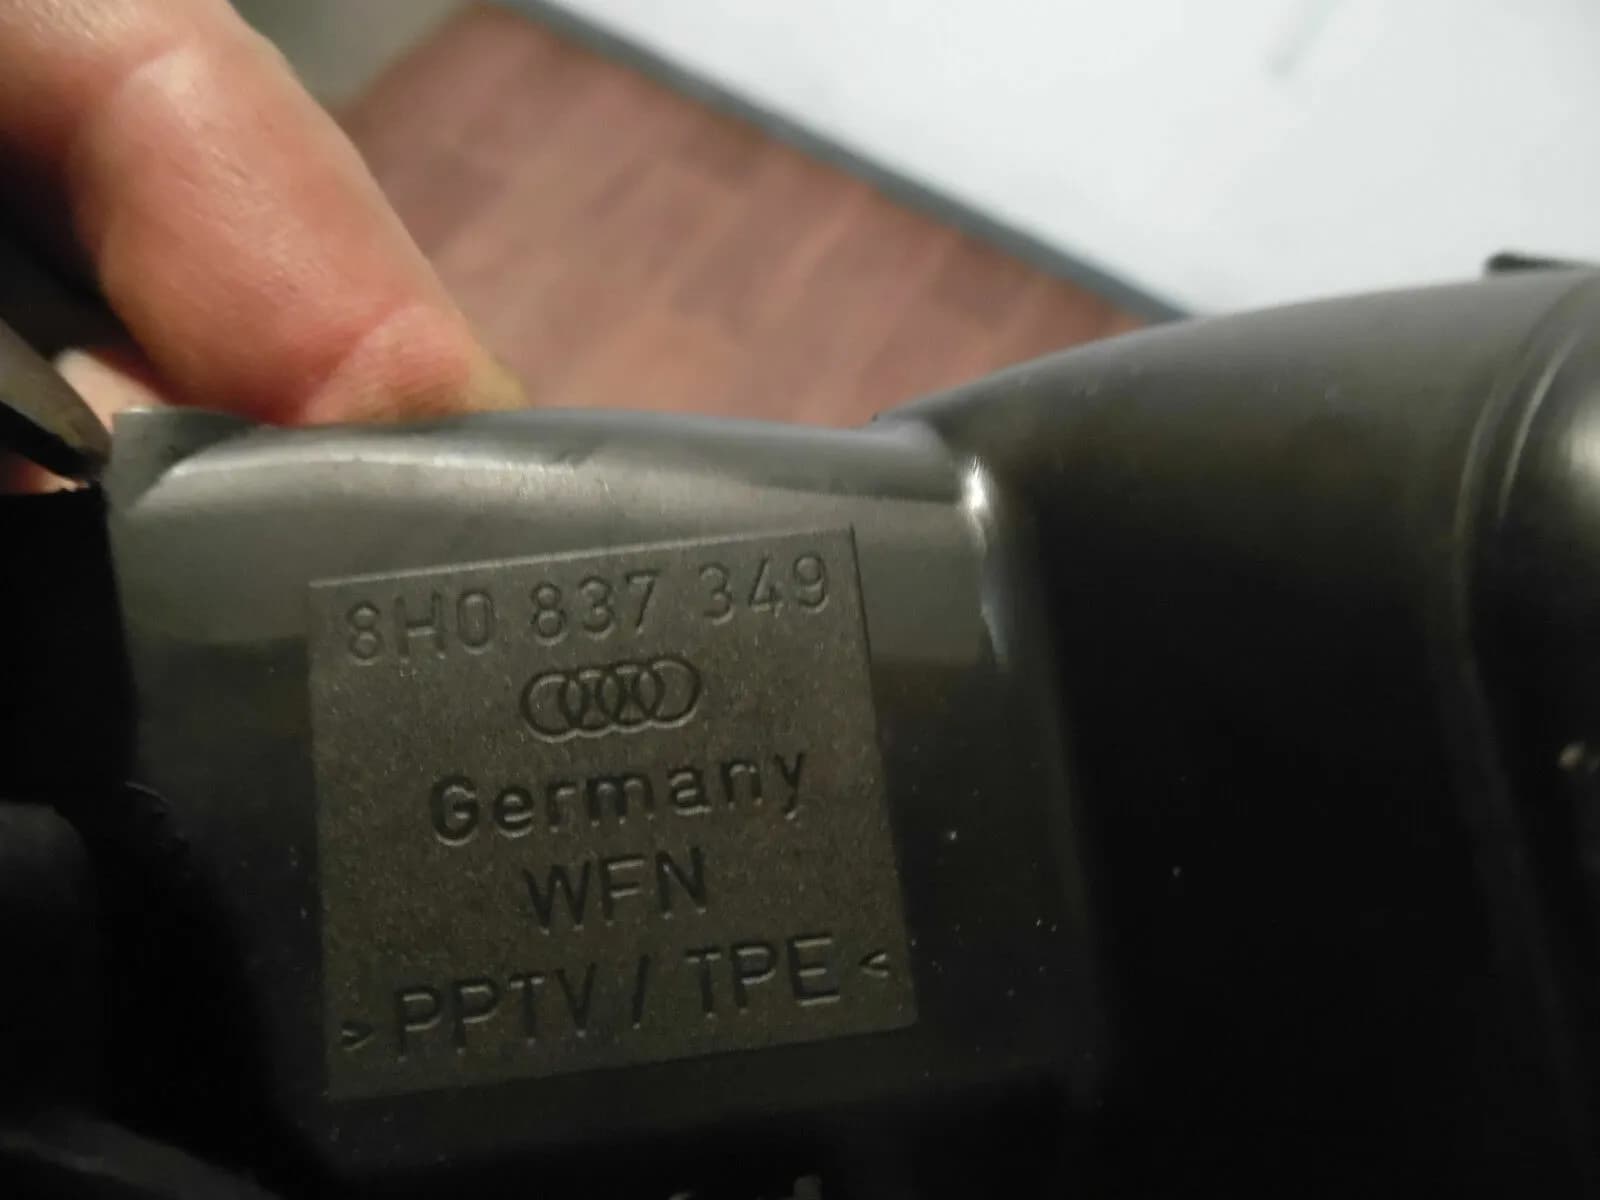 8H0 837 349
Germany
WFN
>PPTV / TPE<